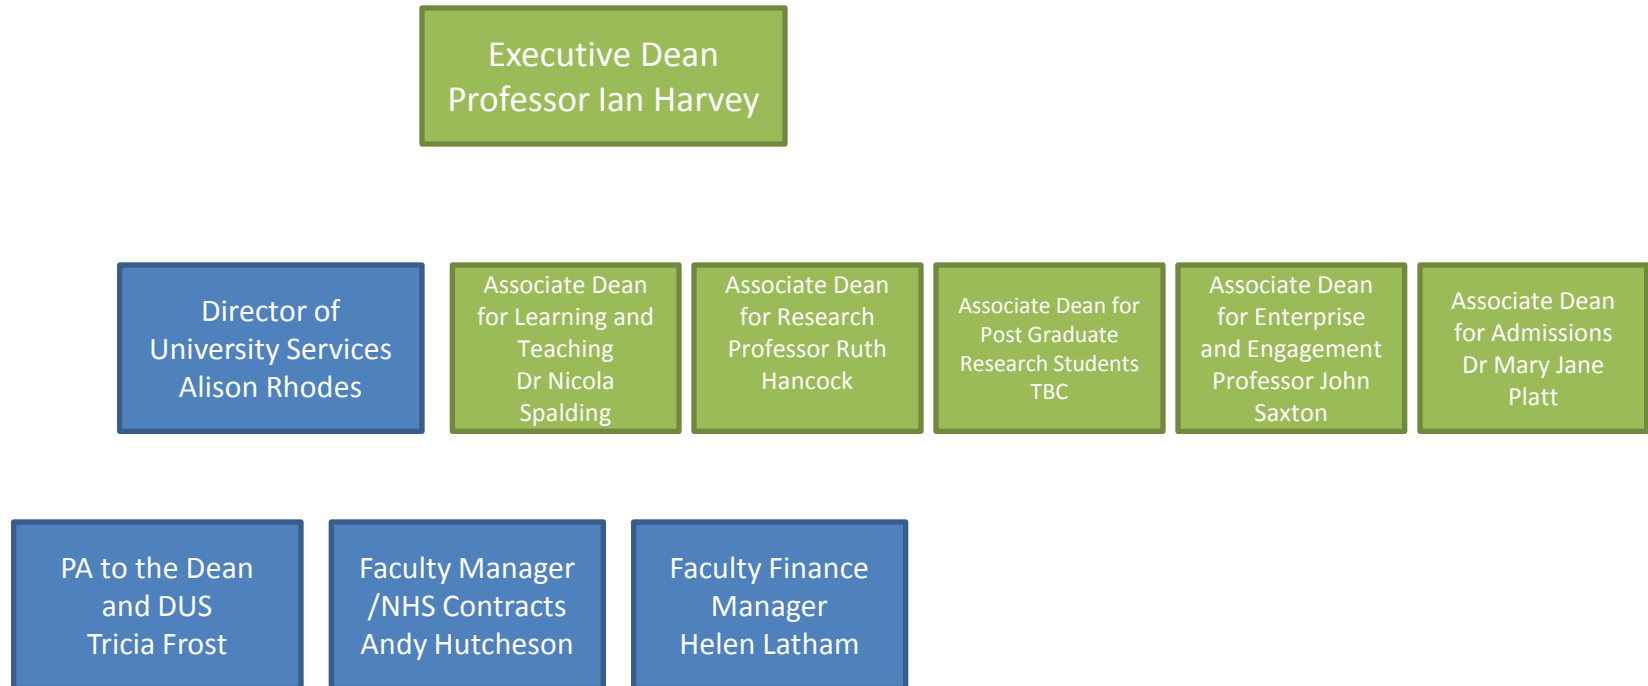 Executive Dean
Professor Ian Harvey
Director of
University Services
Alison Rhodes
Associate Dean
for Learning and
Teaching
Dr Nicola
Spalding
Associate Dean
for Research
Professor Ruth
Hancock
Associate Dean for
Post Graduate
Research Students
TBC
Associate Dean
for Enterprise
and Engagement
Professor John
Saxton
Associate Dean
for Admissions
Dr Mary Jane
Platt
PA to the Dean
and DUS
Tricia Frost
Faculty Manager
/NHS Contracts
Andy Hutcheson
Faculty Finance
Manager
Helen Latham